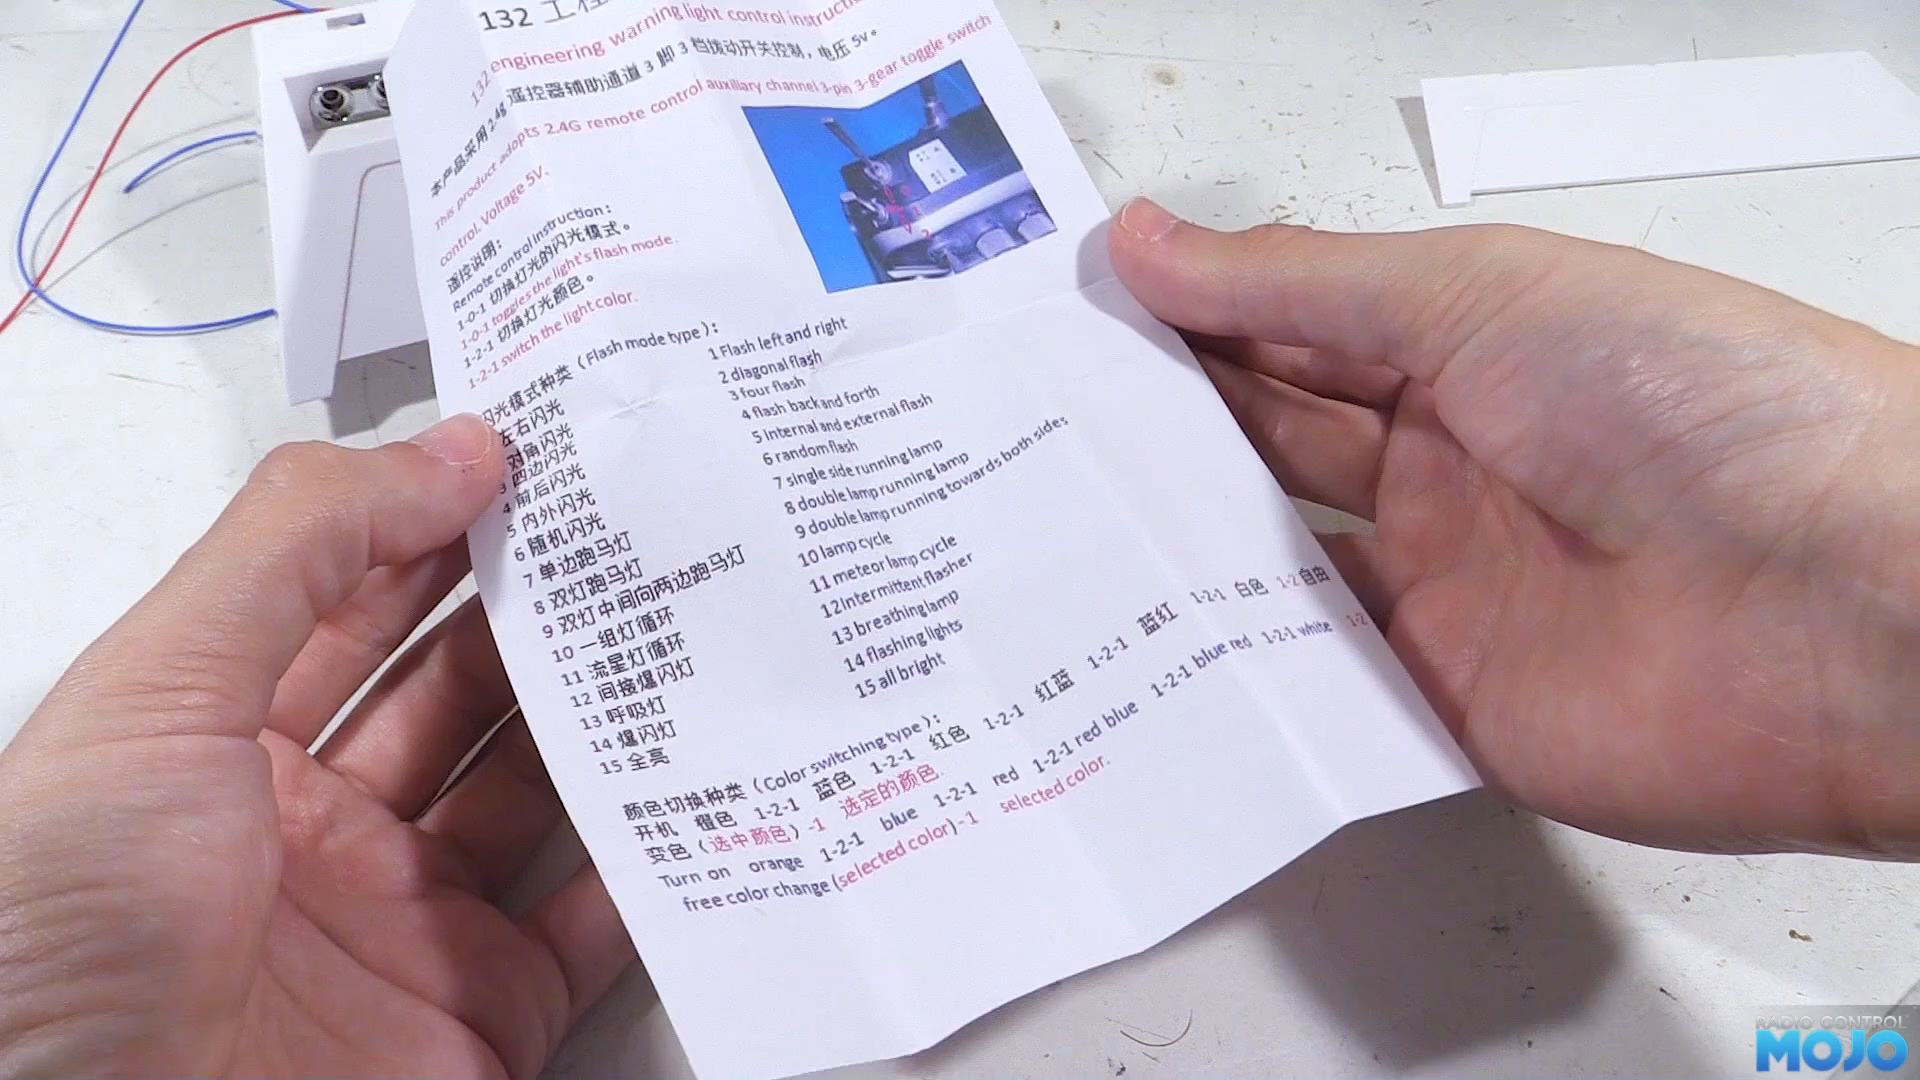 132 工程
132 engineering warning light control instructi
本产品采用 2.4g 遥控器辅助通道 3 脚 3 档拨动开关控制，电压 5v。
This product adopts 2.4G remote control auxiliary channel 3-pin 3-gear toggle switch
control, Voltage 5V.
遥控说明：
Remote control instruction：
1-0-1 切换灯光的闪光模式。
1-0-1 toggles the light's flash mode.
1-2-1 切换灯光颜色。
1-2-1 switch the light color.
闪光模式种类（Flash mode type）：
左右闪光 1 Flash left and right
对角闪光 2 diagonal flash
3 四边闪光 3 four flash
4 前后闪光 4 flash back and forth
5 内外闪光 5 internal and external flash
6 随机闪光 6 random flash
7 单边跑马灯 7 single side running lamp
8 双灯跑马灯 8 double lamp running lamp
9 双灯中间向两边跑马灯 9 double lamp running towards both sides
10 一组灯循环 10 lamp cycle
11 流星灯循环 11 meteor lamp cycle
12 间接爆闪灯 12 intermittent flasher
13 呼吸灯 13 breathing lamp
14 爆闪灯 14 flashing lights
15 全亮 15 all bright
颜色切换种类（Color switching type）：
开机 橙色 1-2-1 蓝色 1-2-1 红色 1-2-1 红蓝 1-2-1 蓝红 1-2-1 白色 1-2 自由
变色（选中颜色）-1 选定的颜色.
Turn on orange 1-2-1 blue 1-2-1 red 1-2-1 red blue 1-2-1 blue red 1-2-1 white 1-2
free color change (selected color) -1 selected color.
RADIO CONTROL
MOJO